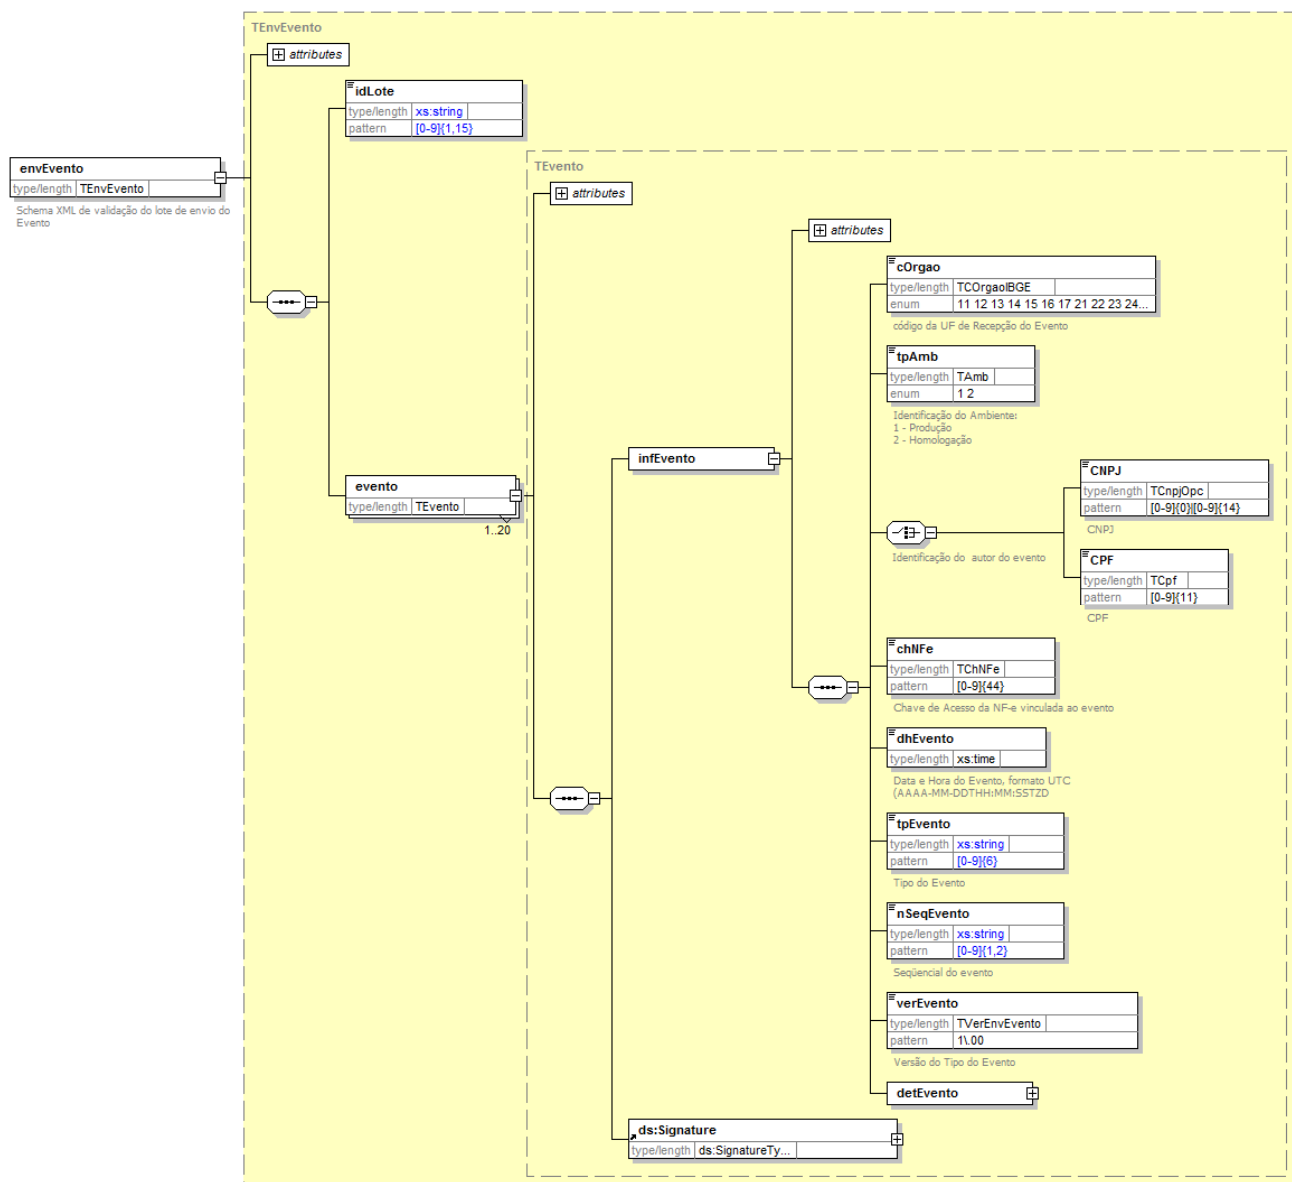 TEnvEvento
attributes
idLote
type/length xs:string
pattern [0-9]{1,15}
envEvento
type/length TEnvEvento
Schema XML de validação do lote de envio do
Evento
TEvento
attributes
attributes
cOrgao
type/length TCOrgaoIBGE
enum 11 12 13 14 15 16 17 21 22 23 24...
código da UF de Recepção do Evento
tpAmb
type/length TAmb
enum 1 2
Identificação do Ambiente:
1 - Produção
2 - Homologação
infEvento
evento
type/length TEvento
1..20
CNPJ
type/length TCnpjOpc
pattern [0-9]{0}|[0-9]{14}
CNPJ
Identificação do  autor do evento
CPF
type/length TCpf
pattern [0-9]{11}
CPF
chNFe
type/length TChNFe
pattern [0-9]{44}
Chave de Acesso da NF-e vinculada ao evento
dhEvento
type/length xs:time
Data e Hora do Evento, formato UTC
(AAAA-MM-DDTHH:MM:SSTZD
tpEvento
type/length xs:string
pattern [0-9]{6}
Tipo do Evento
nSeqEvento
type/length xs:string
pattern [0-9]{1,2}
Seqüencial do evento
verEvento
type/length TVerEnvEvento
pattern 1\.00
Versão do Tipo do Evento
detEvento
ds:Signature
type/length ds:SignatureTy...